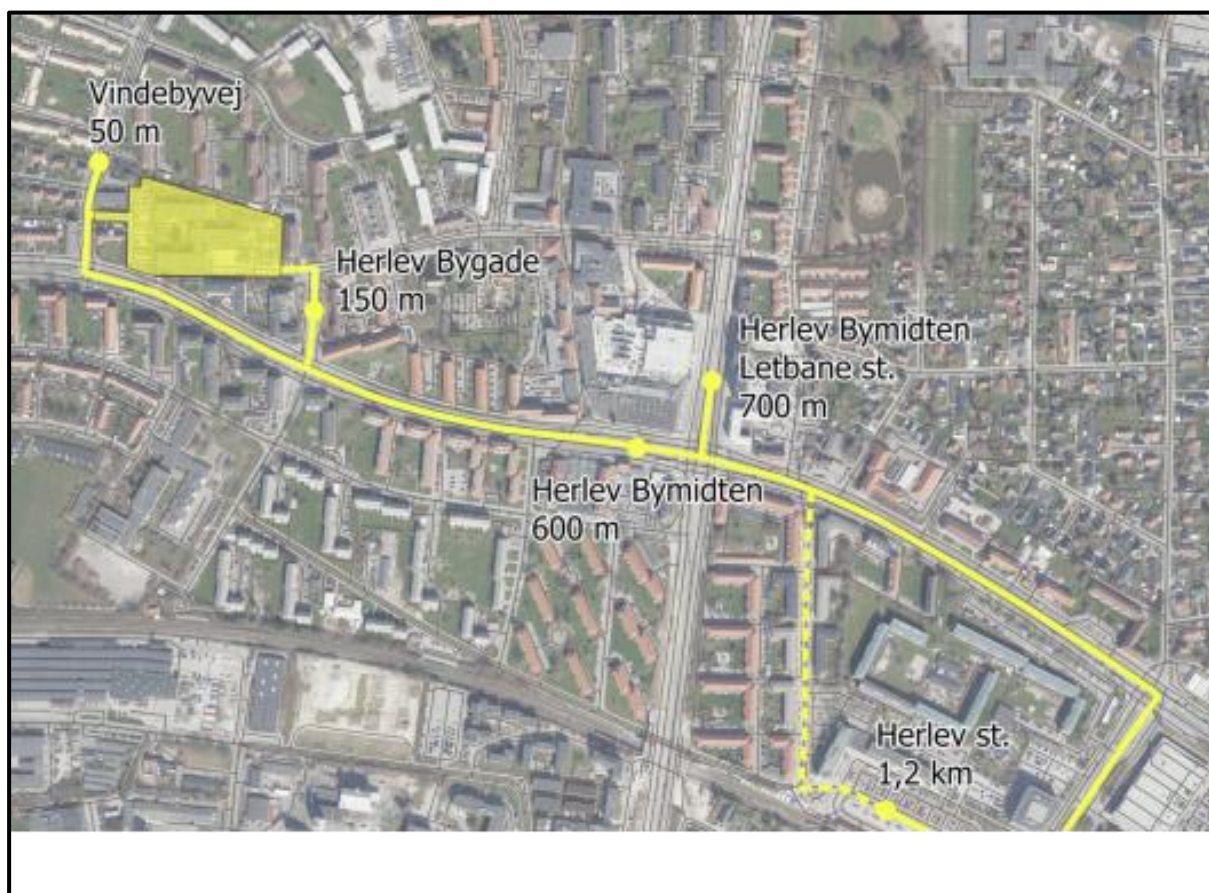 Vindebyvej
50 m
Herlev Bygade
150 m
Herlev Bymidten
Letbane st.
700 m
Herlev Bymidten
600 m
Herlev st.
1,2 km